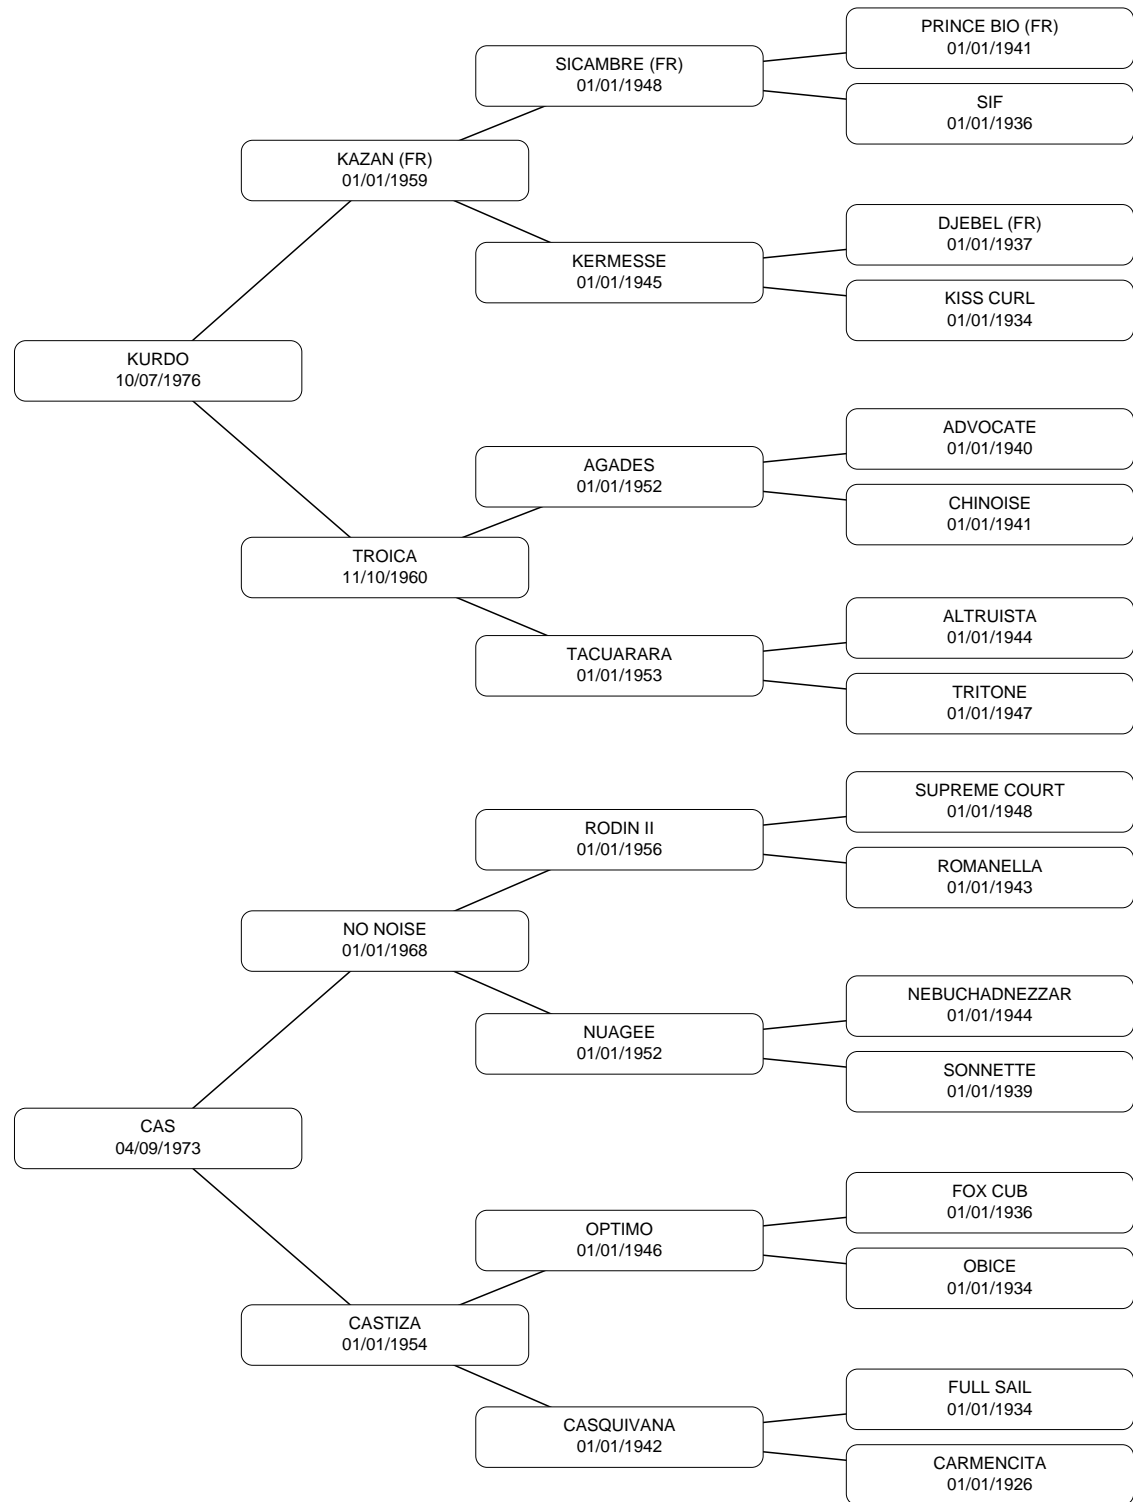 PRINCE BIO (FR)
01/01/1941
SICAMBRE (FR)
01/01/1948
SIF
01/01/1936
KAZAN (FR)
01/01/1959
DJEBEL (FR)
01/01/1937
KERMESSE
01/01/1945
KISS CURL
01/01/1934
KURDO
10/07/1976
ADVOCATE
01/01/1940
AGADES
01/01/1952
CHINOISE
01/01/1941
TROICA
11/10/1960
ALTRUISTA
01/01/1944
TACUARARA
01/01/1953
TRITONE
01/01/1947
SUPREME COURT
01/01/1948
RODIN II
01/01/1956
ROMANELLA
01/01/1943
NO NOISE
01/01/1968
NEBUCHADNEZZAR
01/01/1944
NUAGEE
01/01/1952
SONNETTE
01/01/1939
CAS
04/09/1973
FOX CUB
01/01/1936
OPTIMO
01/01/1946
OBICE
01/01/1934
CASTIZA
01/01/1954
FULL SAIL
01/01/1934
CASQUIVANA
01/01/1942
CARMENCITA
01/01/1926